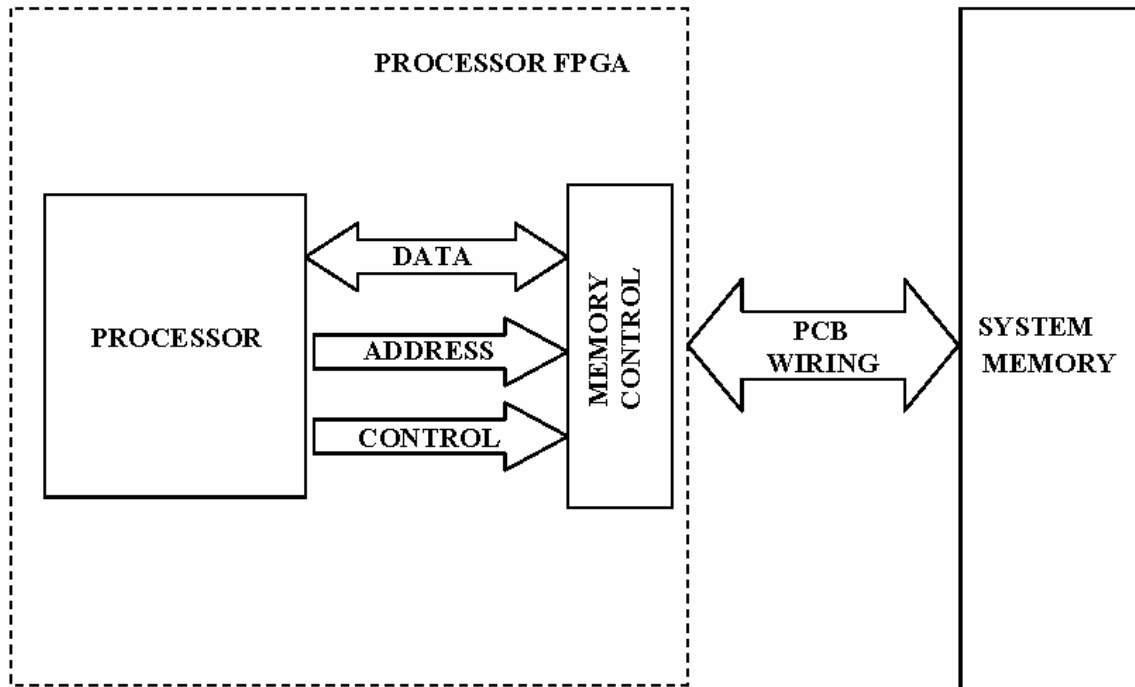 PROCESSOR FPGA
PROCESSOR
DATA
ADDRESS
CONTROL
MEMORY
CONTROL
PCB
WIRING
SYSTEM
MEMORY